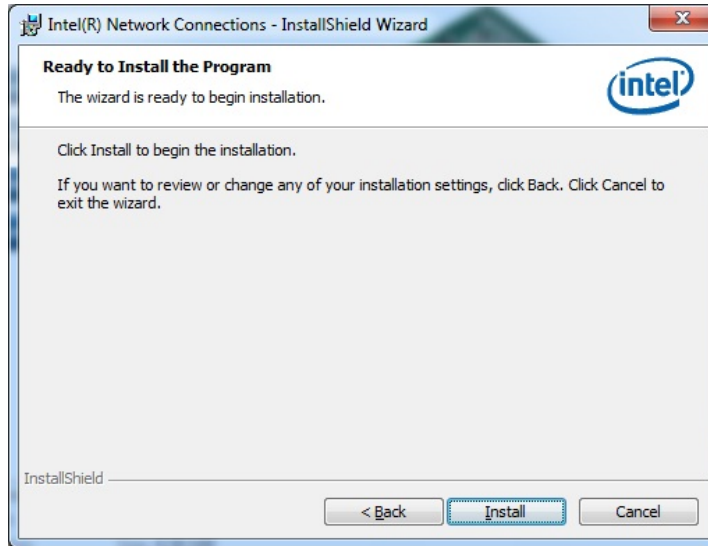 Intel(R) Network Connections - InstallShield Wizard
Ready to Install the Program
The wizard is ready to begin installation.
intel
Click Install to begin the installation.
If you want to review or change any of your installation settings, click Back. Click Cancel to
exit the wizard.
InstallShield
< Back
Install
Cancel